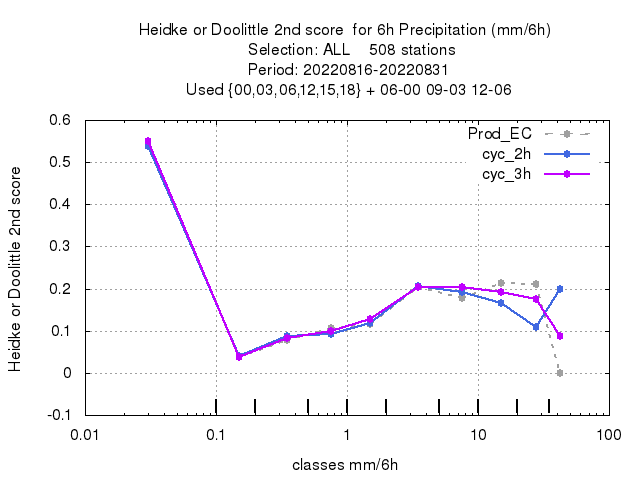 Heidke or Doolittle 2nd score  for 6h Precipitation (mm/6h)
Selection: ALL    508 stations
Period: 20220816-20220831
Used {00,03,06,12,15,18} + 06-00 09-03 12-06
Prod_EC
cyc_2h
cyc_3h
0.6
0.5
0.4
0.3
0.2
0.1
0
-0.1
Heidke or Doolittle 2nd score
0.01 0.1 1 10 100
classes mm/6h